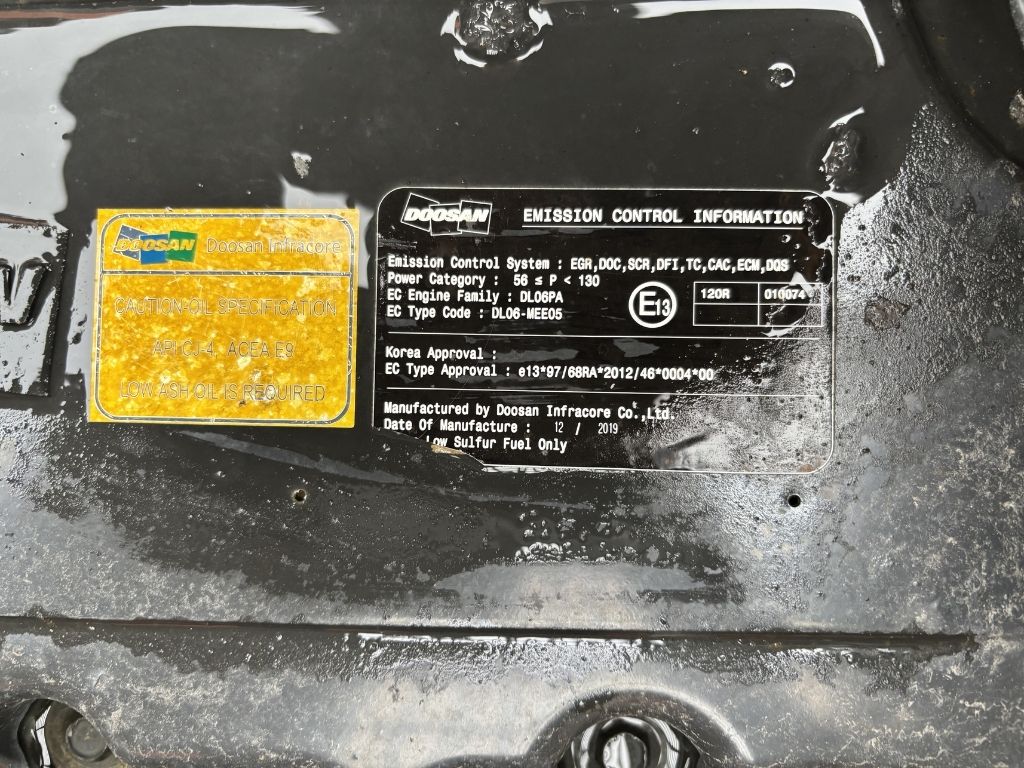 DOOSAN Doosan Infracore
CAUTION-OIL SPECIFICATION
API CJ-4, ACEA E9
LOW ASH OIL IS REQUIRED
DOOSAN EMISSION CONTROL INFORMATION
Emission Control System : EGR,DOC,SCR,DFI,TC,CAC,ECM,DQS
Power Category : 56 ≤ P < 130
EC Engine Family : DL06PA
EC Type Code : DL06-MEE05
E13
120R 010074
Korea Approval :
EC Type Approval : e13*97/68RA*2012/46*0004*00
Manufactured by Doosan Infracore Co.,Ltd.
Date Of Manufacture : 12 / 2019
Low Sulfur Fuel Only